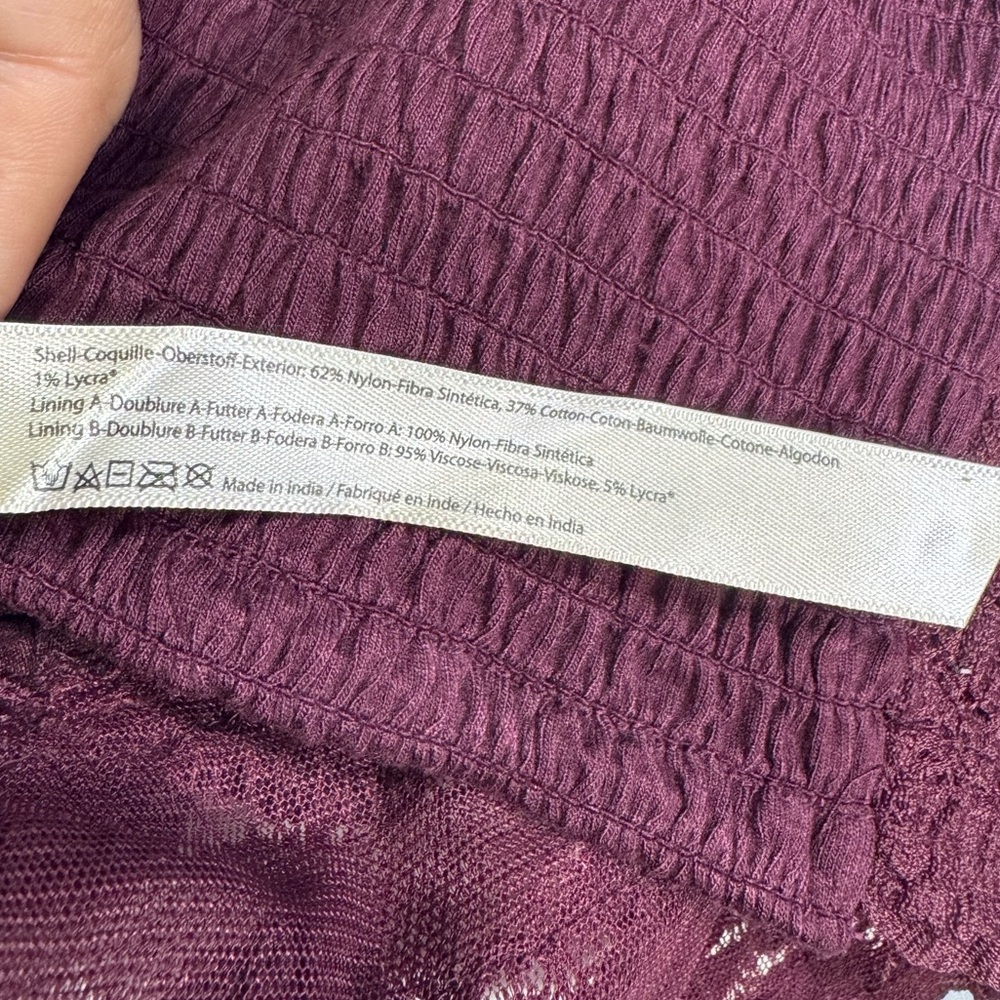 Shell-Coquille-Oberstoff-Exterior: 62% Nylon-Fibra Sintética, 37% Cotton-Coton-Baumwolle-Cotone-Algodon
1% Lycra®
Lining A-Doublure A-Futter A-Fodera A-Forro A: 100% Nylon-Fibra Sintética
Lining B-Doublure B-Futter B-Fodera B-Forro B: 95% Viscose-Viscosa-Viskose, 5% Lycra®
Made in India / Fabriqué en Inde / Hecho en India